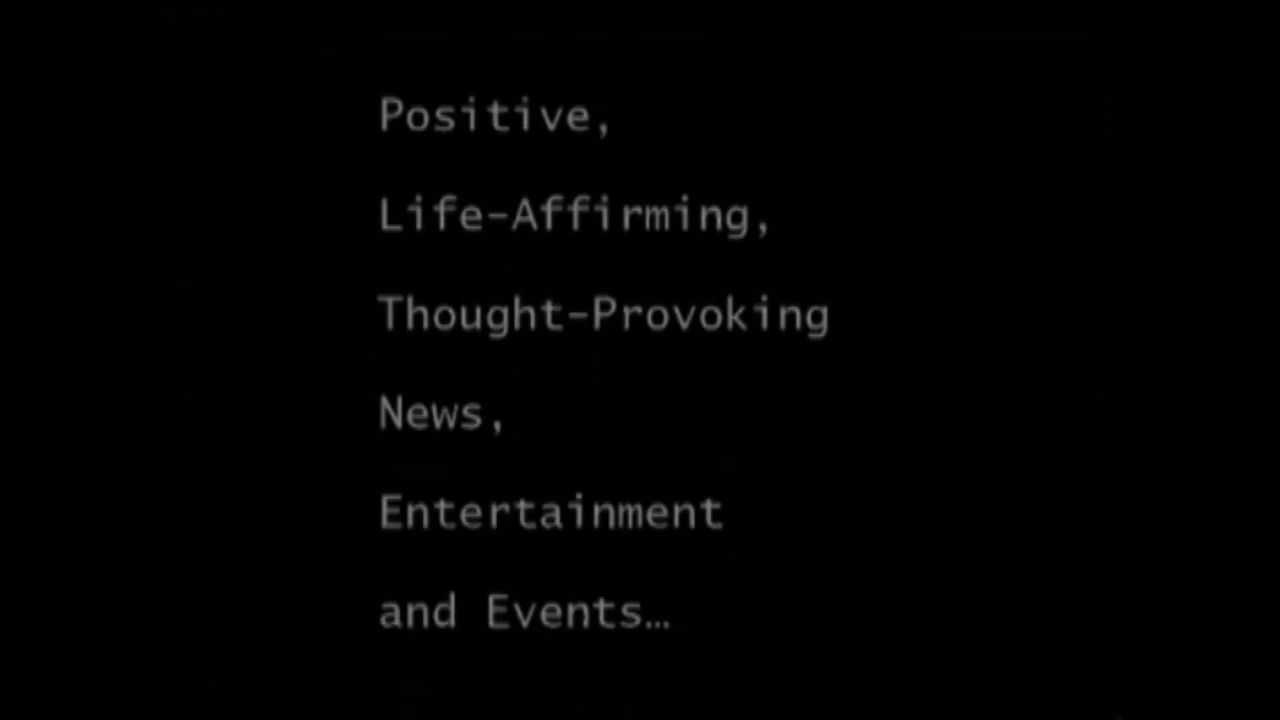 Positive,
Life-Affirming,
Thought-Provoking
News,
Entertainment
and Events…